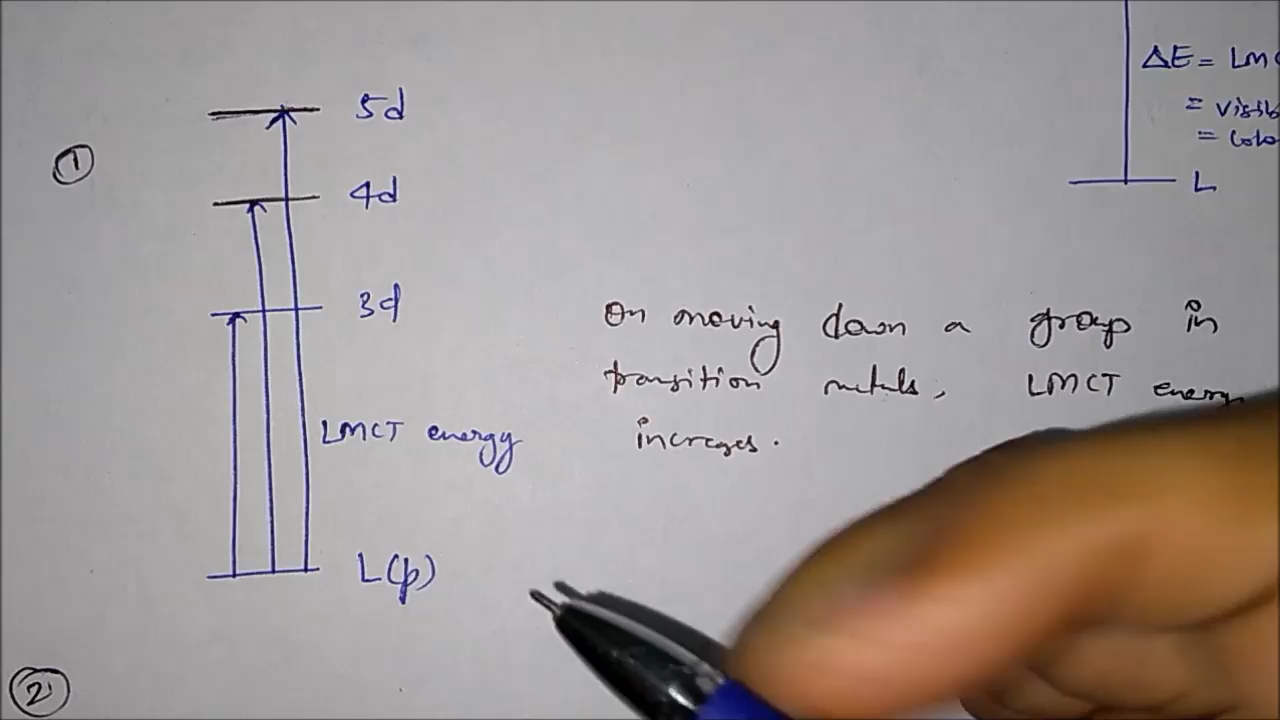 ①
5d
4d
3d
LMCT energy
L(p)
ΔE = LMC
= visib
= colo
L
On moving down a group in
transition metals, LMCT energy
increases.
②